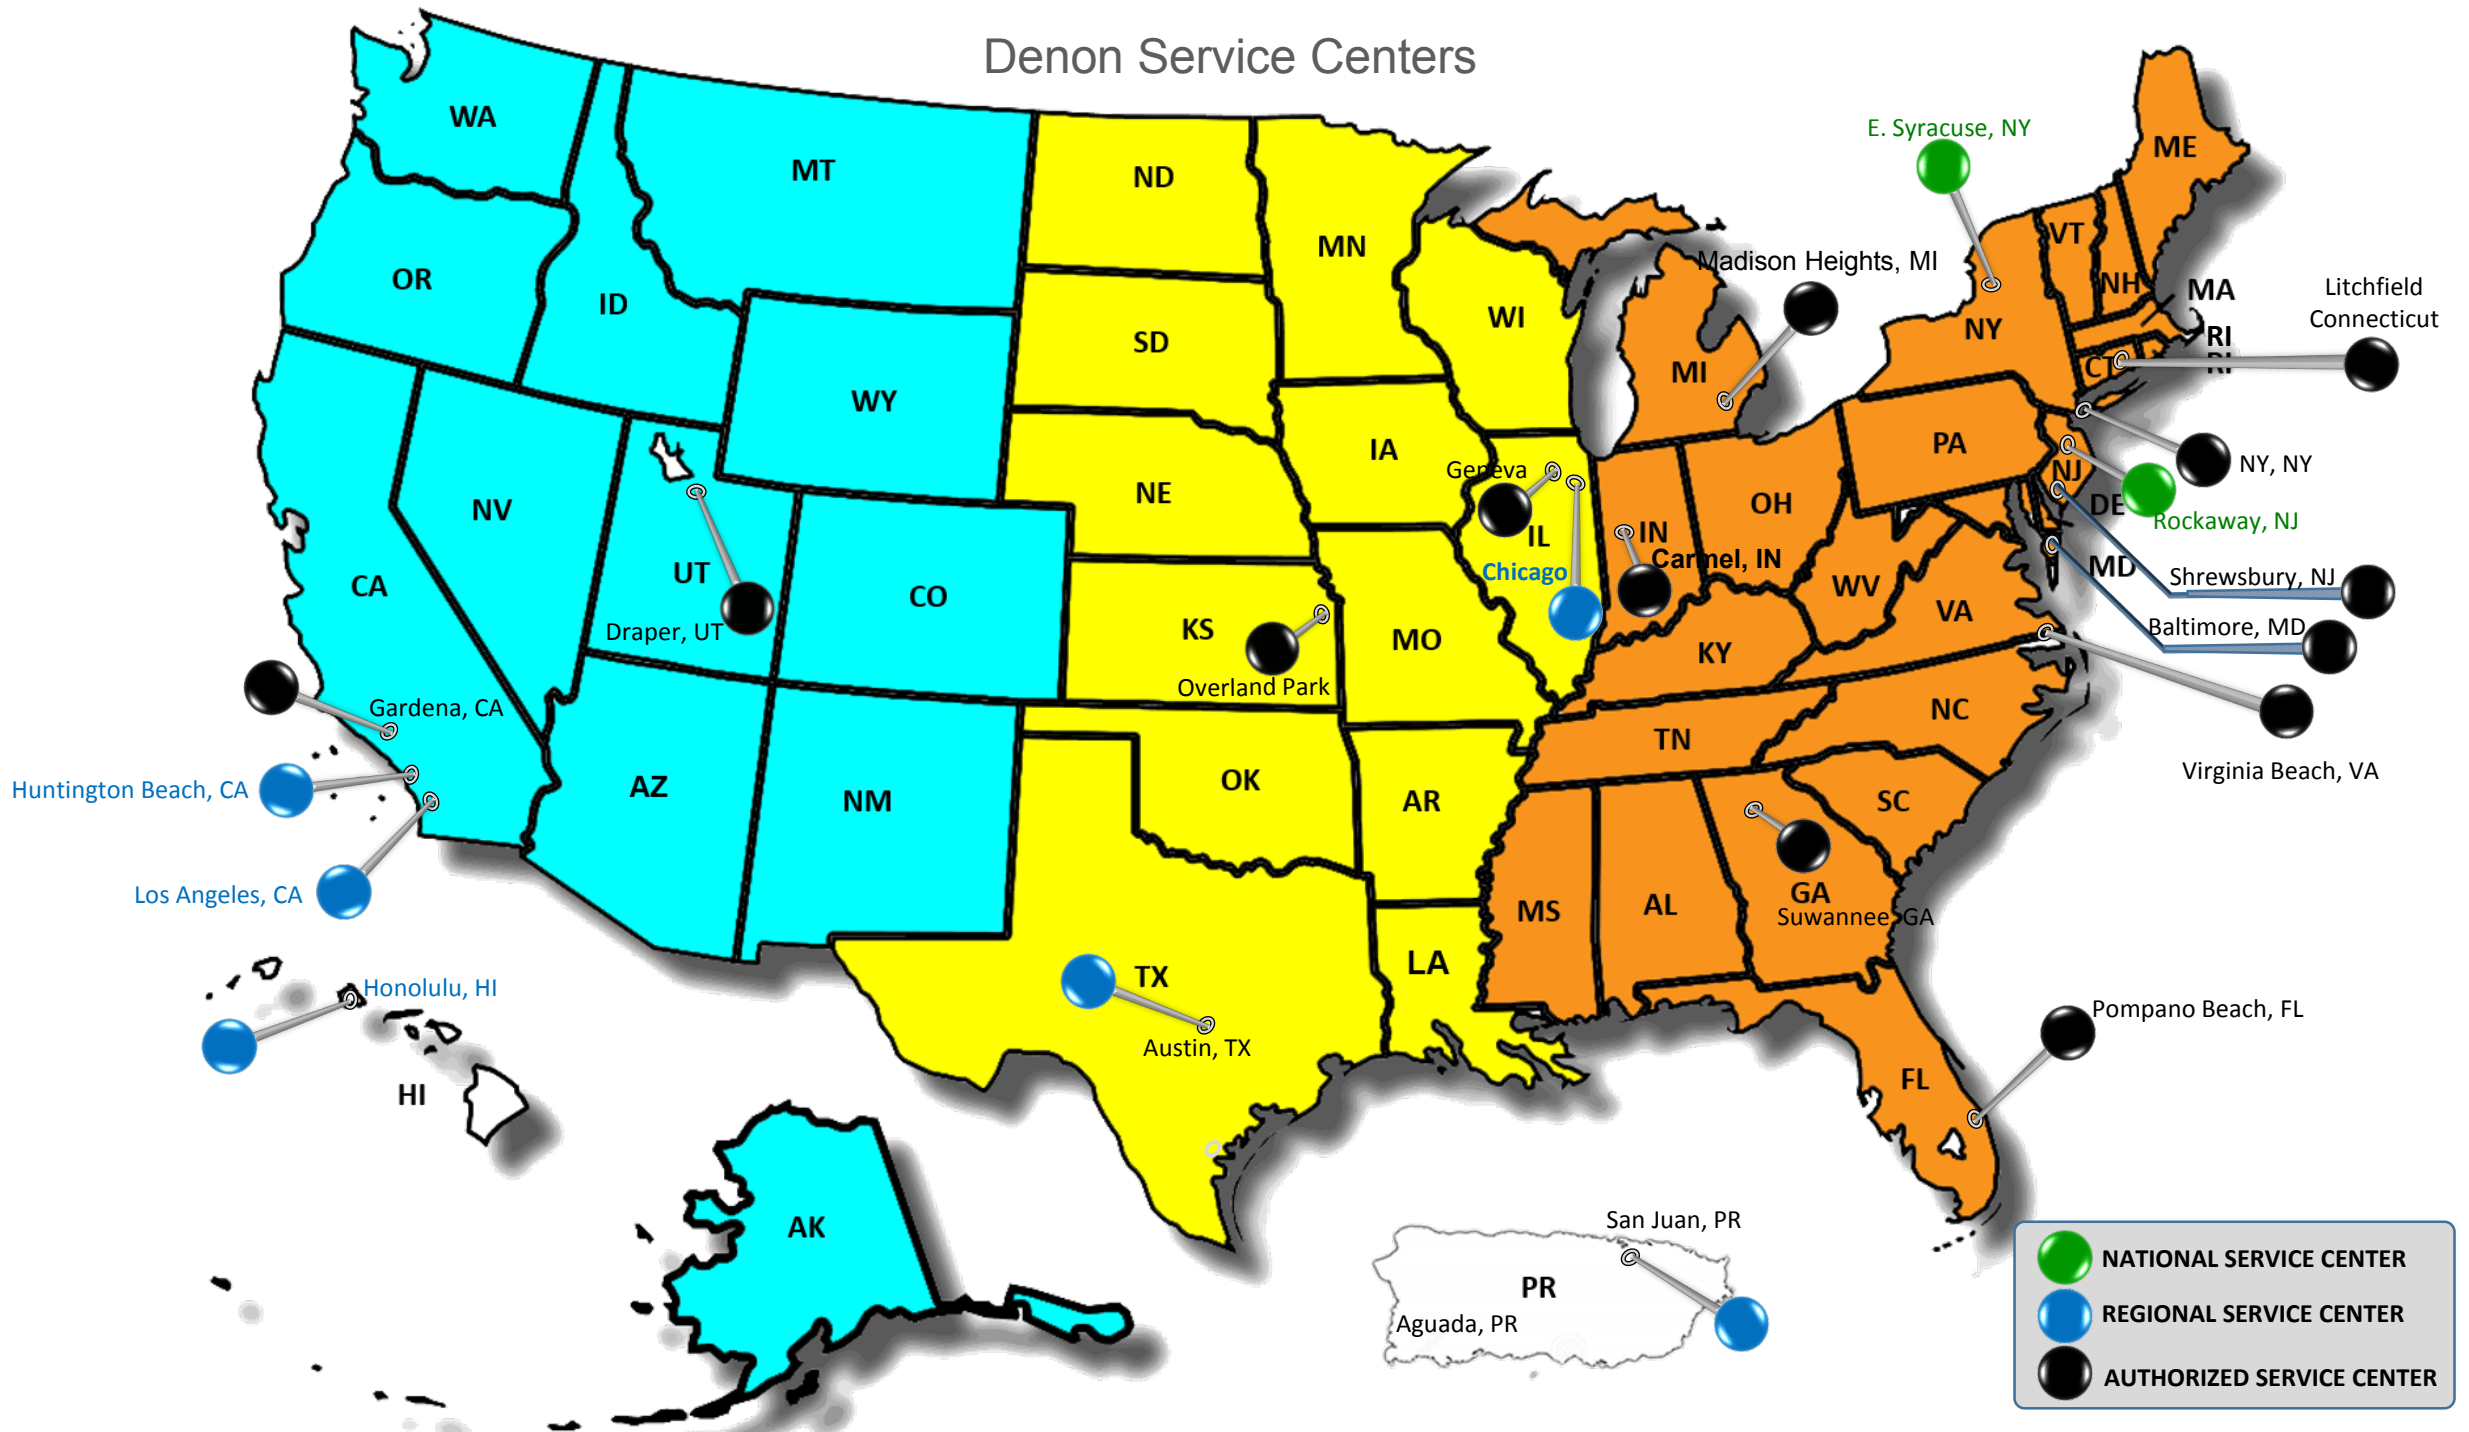 Denon Service Centers
WA
MT
ND
MN
OR
ID
SD
WI
WY
NE
IA
NV
UT
CO
CA
KS
MO
IL
IN
OH
MI
PA
NY
VT
NH
ME
MA
RI
RI
CT
NJ
DE
MD
WV
VA
KY
NC
TN
SC
AZ
NM
OK
AR
TX
LA
MS
AL
GA
FL
HI
AK
PR
E. Syracuse, NY
Madison Heights, MI
Litchfield
Connecticut
NY, NY
Rockaway, NJ
Shrewsbury, NJ
Baltimore, MD
Virginia Beach, VA
Geneva
Chicago
Carmel, IN
Draper, UT
Overland Park
Gardena, CA
Huntington Beach, CA
Los Angeles, CA
Honolulu, HI
Austin, TX
Suwannee, GA
Pompano Beach, FL
San Juan, PR
Aguada, PR
NATIONAL SERVICE CENTER
REGIONAL SERVICE CENTER
AUTHORIZED SERVICE CENTER